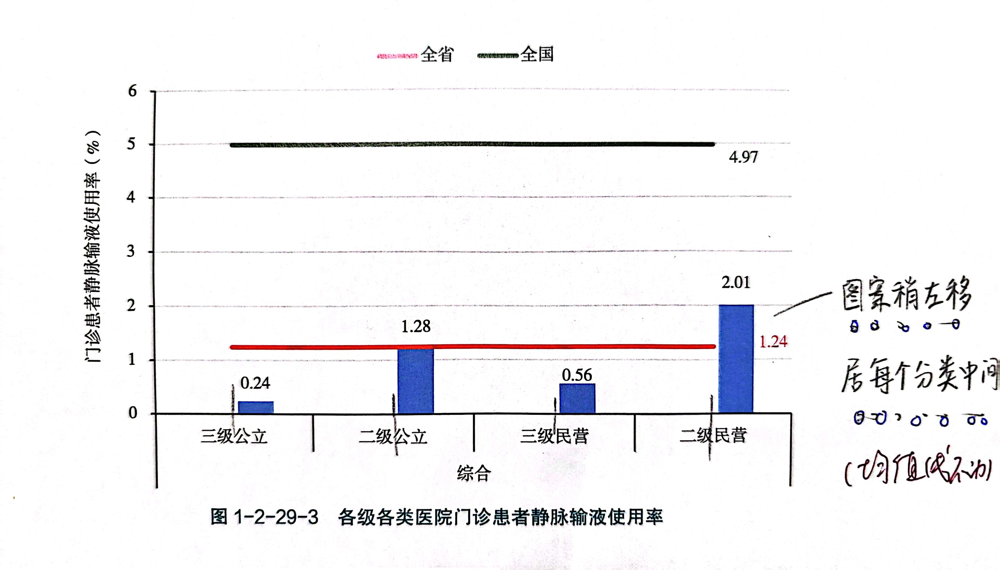 全省 全国
门诊患者静脉输液使用率（%）
6
5
4.97
4
3
2
2.01
1.28
1.24
1
0.24
0.56
0
三级公立 二级公立 三级民营 二级民营
综合
图 1-2-29-3 各级各类医院门诊患者静脉输液使用率
图案稍左移
居每个分类中间
(均值线不动)